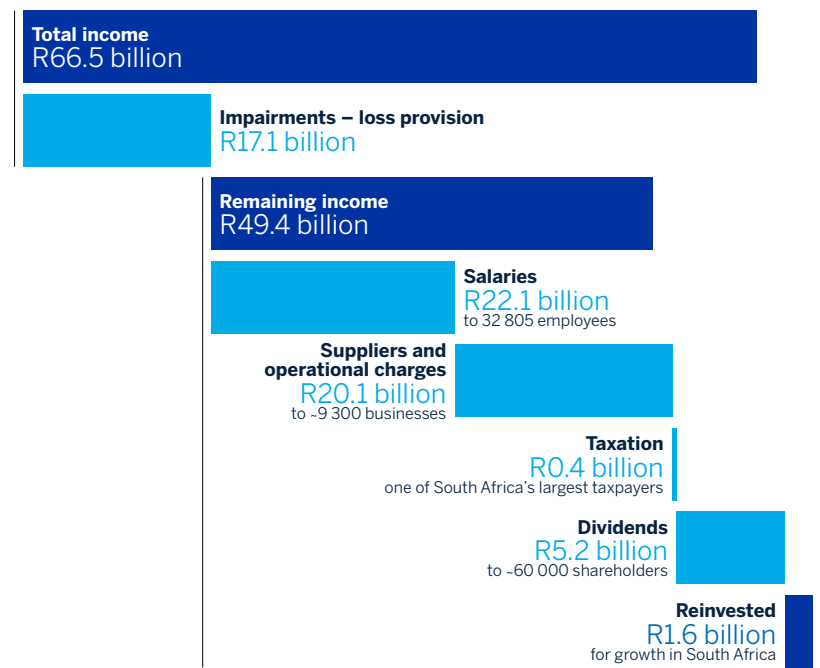 Total income
R66.5 billion
Impairments – loss provision
R17.1 billion
Remaining income
R49.4 billion
Salaries
R22.1 billion
to 32 805 employees
Suppliers and
operational charges
R20.1 billion
to ~9 300 businesses
Taxation
R0.4 billion
one of South Africa's largest taxpayers
Dividends
R5.2 billion
to ~60 000 shareholders
Reinvested
R1.6 billion
for growth in South Africa